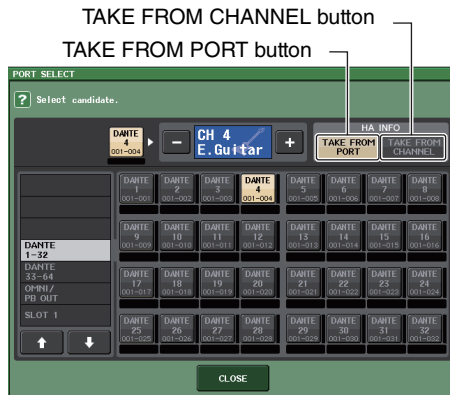 TAKE FROM CHANNEL button
TAKE FROM PORT button
PORT SELECT
? Select candidate.
HA INFO
DANTE 4 001-004
− CH 4 E.Guitar +
TAKE FROM PORT
TAKE FROM CHANNEL
DANTE 1 001-001
DANTE 2 001-002
DANTE 3 001-003
DANTE 4 001-004
DANTE 5 001-005
DANTE 6 001-006
DANTE 7 001-007
DANTE 8 001-008
DANTE 9 001-009
DANTE 10 001-010
DANTE 11 001-011
DANTE 12 001-012
DANTE 13 001-013
DANTE 14 001-014
DANTE 15 001-015
DANTE 16 001-016
DANTE 1-32
DANTE 33-64
OMNI/ PB OUT
SLOT 1
DANTE 17 001-017
DANTE 18 001-018
DANTE 19 001-019
DANTE 20 001-020
DANTE 21 001-021
DANTE 22 001-022
DANTE 23 001-023
DANTE 24 001-024
DANTE 25 001-025
DANTE 26 001-026
DANTE 27 001-027
DANTE 28 001-028
DANTE 29 001-029
DANTE 30 001-030
DANTE 31 001-031
DANTE 32 001-032
CLOSE